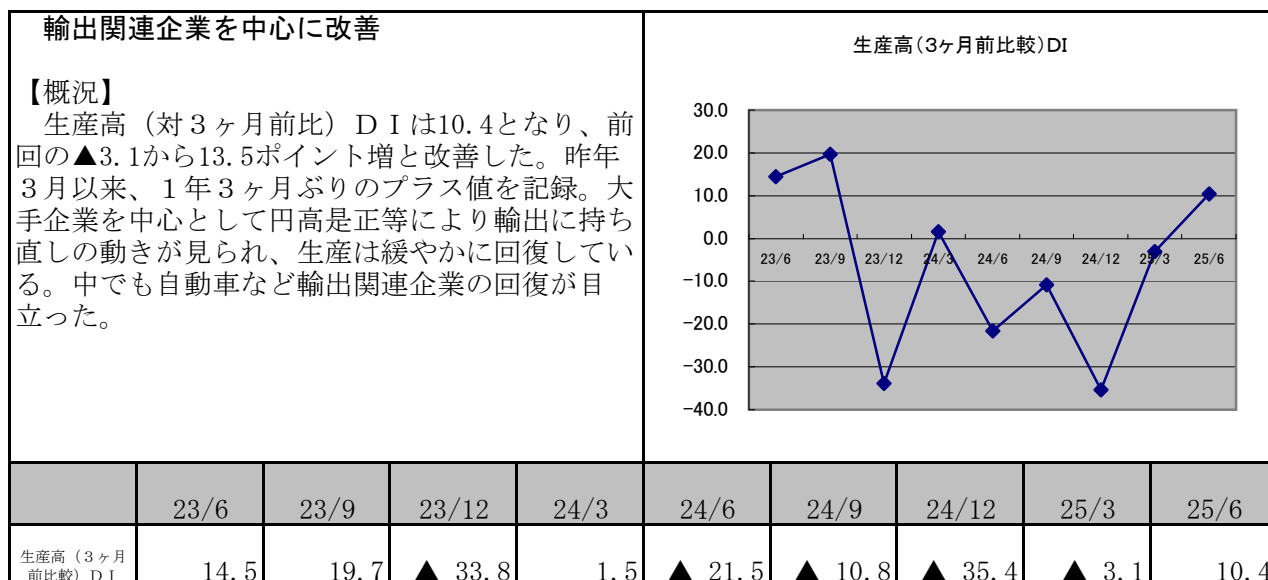 輸出関連企業を中心に改善
【概況】
生産高（対３ヶ月前比）ＤＩは10.4となり、前
回の▲3.1から13.5ポイント増と改善した。昨年
３月以来、１年３ヶ月ぶりのプラス値を記録。大
手企業を中心として円高是正等により輸出に持ち
直しの動きが見られ、生産は緩やかに回復してい
る。中でも自動車など輸出関連企業の回復が目
立った。
生産高(3ヶ月前比較)DI
30.0
20.0
10.0
0.0
-10.0
-20.0
-30.0
-40.0
23/6 23/9 23/12 24/3 24/6 24/9 24/12 25/3 25/6
23/6 23/9 23/12 24/3 24/6 24/9 24/12 25/3 25/6
生産高（3ヶ月
前比較）ＤＩ
14.5 19.7 ▲ 33.8 1.5 ▲ 21.5 ▲ 10.8 ▲ 35.4 ▲ 3.1 10.4